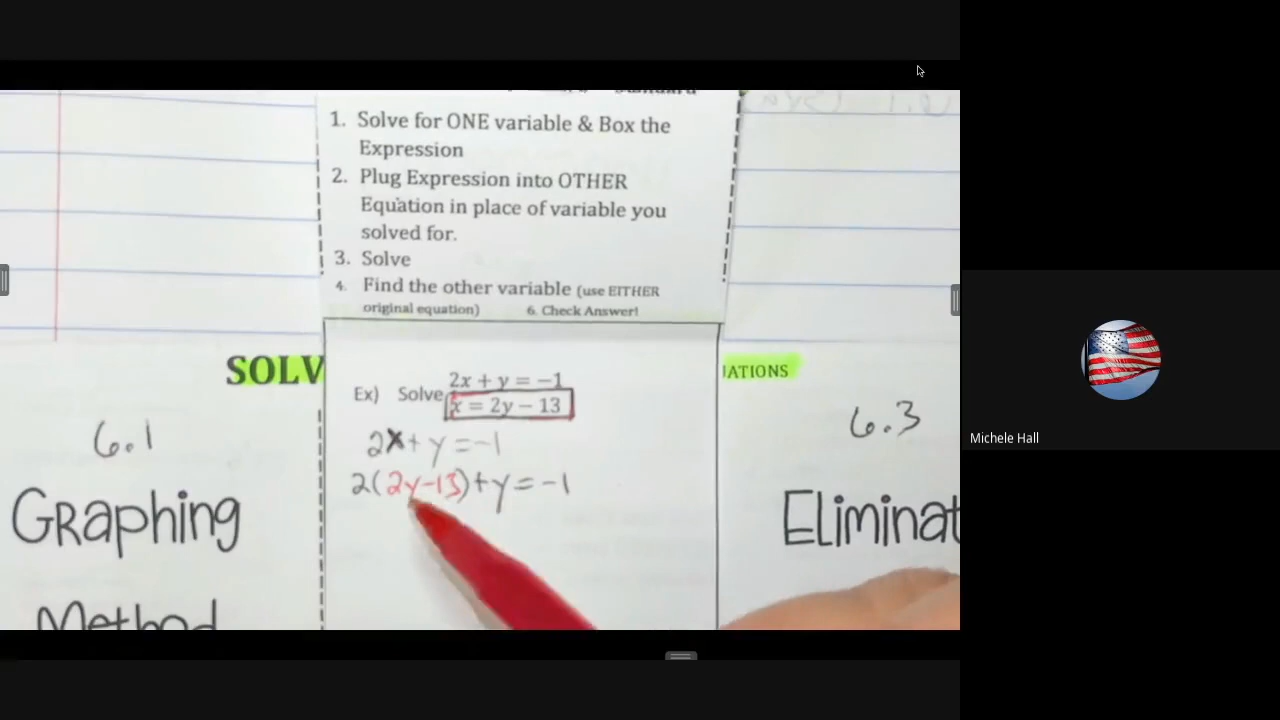 1. Solve for ONE variable & Box the
Expression
2. Plug Expression into OTHER
Equation in place of variable you
solved for.
3. Solve
4. Find the other variable (use EITHER
original equation) 6. Check Answer!
SOLV
Ex) Solve
2x + y = −1
x = 2y − 13
UATIONS
2x + y = -1
2(2y-13)+y = -1
6.1
Graphing
Method
6.3
Eliminat
Michele Hall